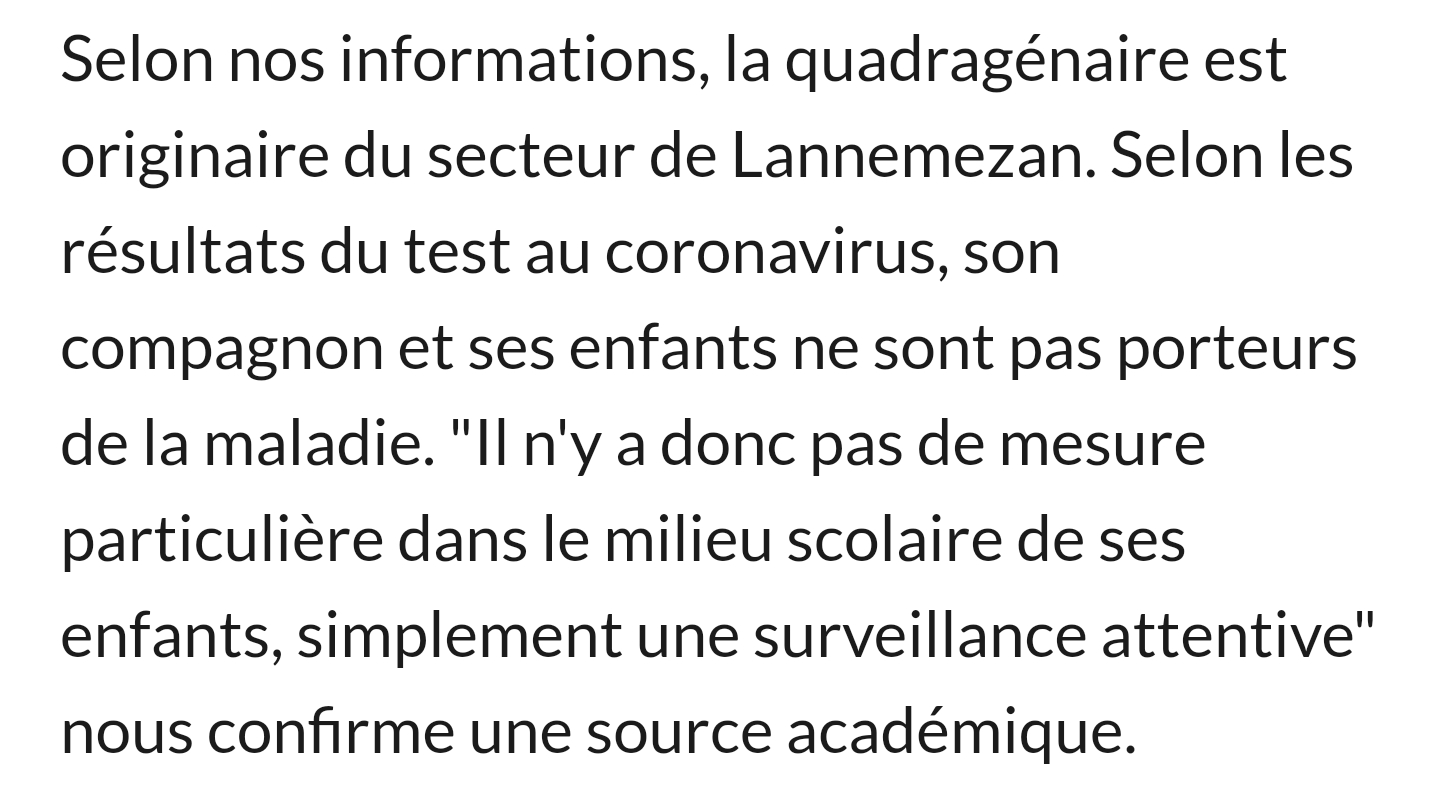 Selon nos informations, la quadragénaire est
originaire du secteur de Lannemezan. Selon les
résultats du test au coronavirus, son
compagnon et ses enfants ne sont pas porteurs
de la maladie. "Il n'y a donc pas de mesure
particulière dans le milieu scolaire de ses
enfants, simplement une surveillance attentive"
nous confirme une source académique.